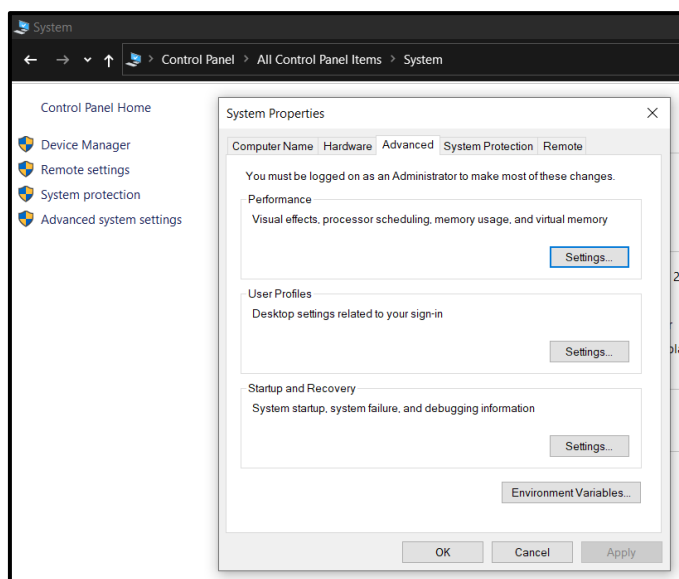 System
Control Panel > All Control Panel Items > System
Control Panel Home
Device Manager
Remote settings
System protection
Advanced system settings
System Properties
Computer Name Hardware Advanced System Protection Remote
You must be logged on as an Administrator to make most of these changes.
Performance
Visual effects, processor scheduling, memory usage, and virtual memory
Settings...
User Profiles
Desktop settings related to your sign-in
Settings...
Startup and Recovery
System startup, system failure, and debugging information
Settings...
Environment Variables...
OK Cancel Apply
2